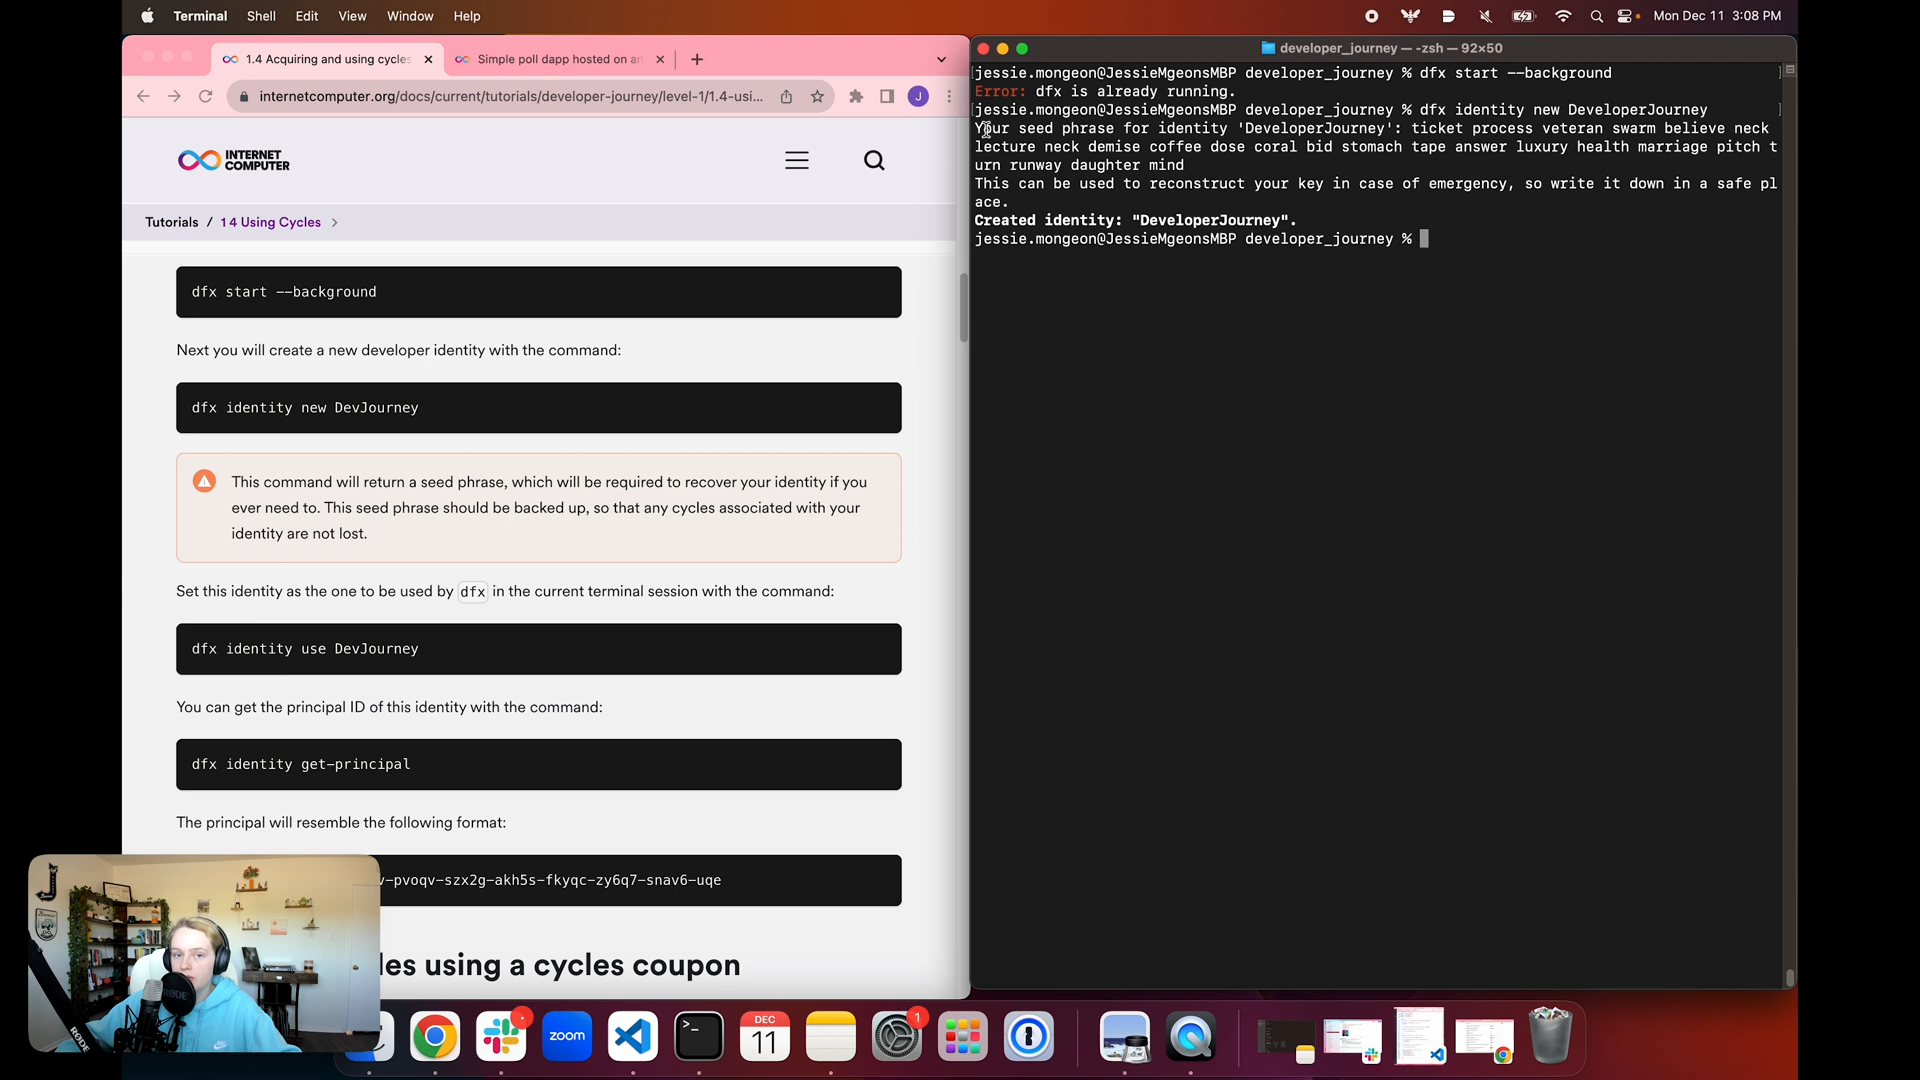 Terminal Shell Edit View Window Help
Mon Dec 11 3:08 PM
1.4 Acquiring and using cycles
Simple poll dapp hosted on an
internetcomputer.org/docs/current/tutorials/developer-journey/level-1/1.4-usi...
J
INTERNET
COMPUTER
Tutorials / 1 4 Using Cycles >
dfx start --background
Next you will create a new developer identity with the command:
dfx identity new DevJourney
This command will return a seed phrase, which will be required to recover your identity if you
ever need to. This seed phrase should be backed up, so that any cycles associated with your
identity are not lost.
Set this identity as the one to be used by dfx in the current terminal session with the command:
dfx identity use DevJourney
You can get the principal ID of this identity with the command:
dfx identity get-principal
The principal will resemble the following format:
-pvoqv-szx2g-akh5s-fkyqc-zy6q7-snav6-uqe
using a cycles coupon
developer_journey — -zsh — 92×50
[jessie.mongeon@JessieMgeonsMBP developer_journey % dfx start --background ]
Error: dfx is already running.
[jessie.mongeon@JessieMgeonsMBP developer_journey % dfx identity new DeveloperJourney ]
Your seed phrase for identity 'DeveloperJourney': ticket process veteran swarm believe neck
lecture neck demise coffee dose coral bid stomach tape answer luxury health marriage pitch t
urn runway daughter mind
This can be used to reconstruct your key in case of emergency, so write it down in a safe pl
ace.
Created identity: "DeveloperJourney".
jessie.mongeon@JessieMgeonsMBP developer_journey %
RØDE
RØDE
zoom
>_
DEC
11
1